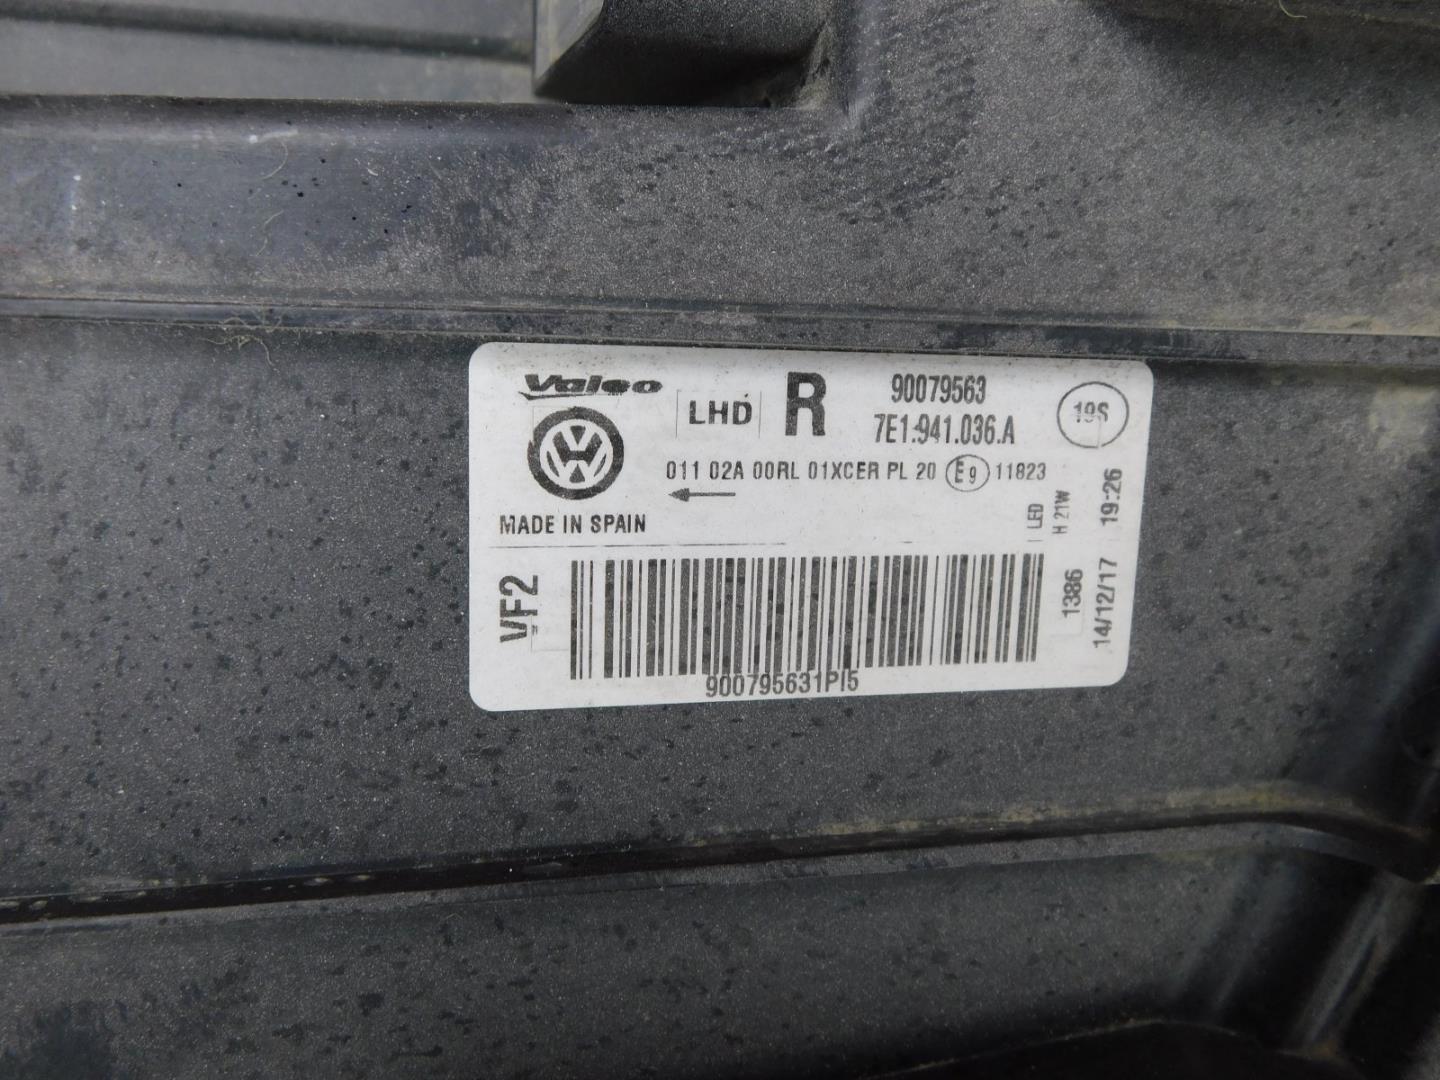 Valeo
LHD
R
90079563
7E1.941.036.A
19S
011 02A 00RL 01XCER PL 20 E9 11823
MADE IN SPAIN
LED
H 21W
19:26
VF2
1386
14/12/17
900795631PI5